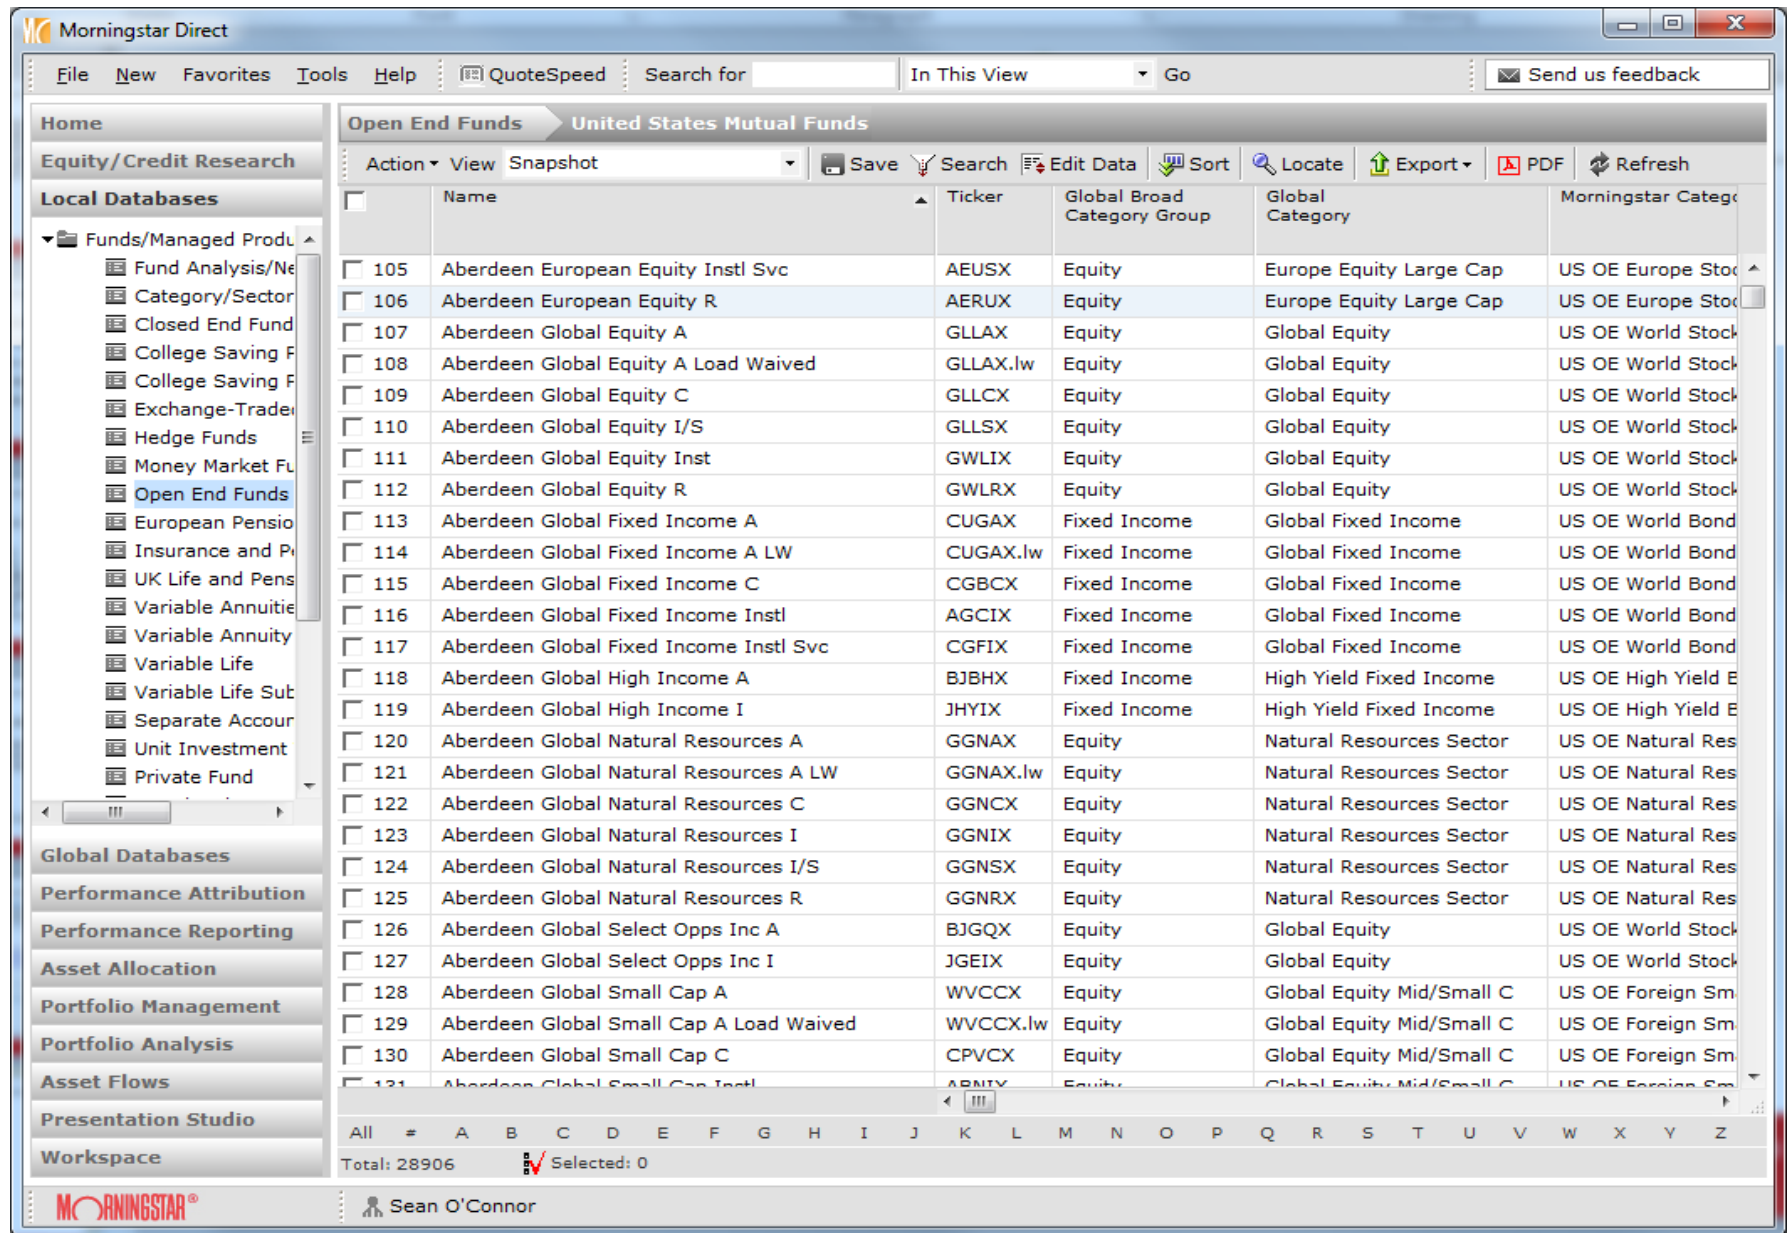 Morningstar Direct
File New Favorites Tools Help QuoteSpeed Search for In This View Go Send us feedback
Home
Equity/Credit Research
Local Databases
Funds/Managed Produ
Fund Analysis/Ne
Category/Sector
Closed End Fund
College Saving P
College Saving P
Exchange-Trade
Hedge Funds
Money Market Fu
Open End Funds
European Pensio
Insurance and P
UK Life and Pens
Variable Annuitie
Variable Annuity
Variable Life
Variable Life Sub
Separate Accour
Unit Investment
Private Fund
Global Databases
Performance Attribution
Performance Reporting
Asset Allocation
Portfolio Management
Portfolio Analysis
Asset Flows
Presentation Studio
Workspace
Open End Funds United States Mutual Funds
Action View Snapshot Save Search Edit Data Sort Locate Export PDF Refresh
Name Ticker Global Broad Category Group Global Category Morningstar Catego
105 Aberdeen European Equity Instl Svc AEUSX Equity Europe Equity Large Cap US OE Europe Stoc
106 Aberdeen European Equity R AERUX Equity Europe Equity Large Cap US OE Europe Stoc
107 Aberdeen Global Equity A GLLAX Equity Global Equity US OE World Stock
108 Aberdeen Global Equity A Load Waived GLLAX.lw Equity Global Equity US OE World Stock
109 Aberdeen Global Equity C GLLCX Equity Global Equity US OE World Stock
110 Aberdeen Global Equity I/S GLLSX Equity Global Equity US OE World Stock
111 Aberdeen Global Equity Inst GWLIX Equity Global Equity US OE World Stock
112 Aberdeen Global Equity R GWLRX Equity Global Equity US OE World Stock
113 Aberdeen Global Fixed Income A CUGAX Fixed Income Global Fixed Income US OE World Bond
114 Aberdeen Global Fixed Income A LW CUGAX.lw Fixed Income Global Fixed Income US OE World Bond
115 Aberdeen Global Fixed Income C CGBCX Fixed Income Global Fixed Income US OE World Bond
116 Aberdeen Global Fixed Income Instl AGCIX Fixed Income Global Fixed Income US OE World Bond
117 Aberdeen Global Fixed Income Instl Svc CGFIX Fixed Income Global Fixed Income US OE World Bond
118 Aberdeen Global High Income A BJBHX Fixed Income High Yield Fixed Income US OE High Yield B
119 Aberdeen Global High Income I JHYIX Fixed Income High Yield Fixed Income US OE High Yield B
120 Aberdeen Global Natural Resources A GGNAX Equity Natural Resources Sector US OE Natural Res
121 Aberdeen Global Natural Resources A LW GGNAX.lw Equity Natural Resources Sector US OE Natural Res
122 Aberdeen Global Natural Resources C GGNCX Equity Natural Resources Sector US OE Natural Res
123 Aberdeen Global Natural Resources I GGNIX Equity Natural Resources Sector US OE Natural Res
124 Aberdeen Global Natural Resources I/S GGNSX Equity Natural Resources Sector US OE Natural Res
125 Aberdeen Global Natural Resources R GGNRX Equity Natural Resources Sector US OE Natural Res
126 Aberdeen Global Select Opps Inc A BJGQX Equity Global Equity US OE World Stock
127 Aberdeen Global Select Opps Inc I JGEIX Equity Global Equity US OE World Stock
128 Aberdeen Global Small Cap A WVCCX Equity Global Equity Mid/Small C US OE Foreign Sm
129 Aberdeen Global Small Cap A Load Waived WVCCX.lw Equity Global Equity Mid/Small C US OE Foreign Sm
130 Aberdeen Global Small Cap C CPVCX Equity Global Equity Mid/Small C US OE Foreign Sm
131 Aberdeen Global Small Cap Instl ABNIX Equity Global Equity Mid/Small C US OE Foreign Sm
All # A B C D E F G H I J K L M N O P Q R S T U V W X Y Z
Total: 28906 Selected: 0
MORNINGSTAR® Sean O'Connor